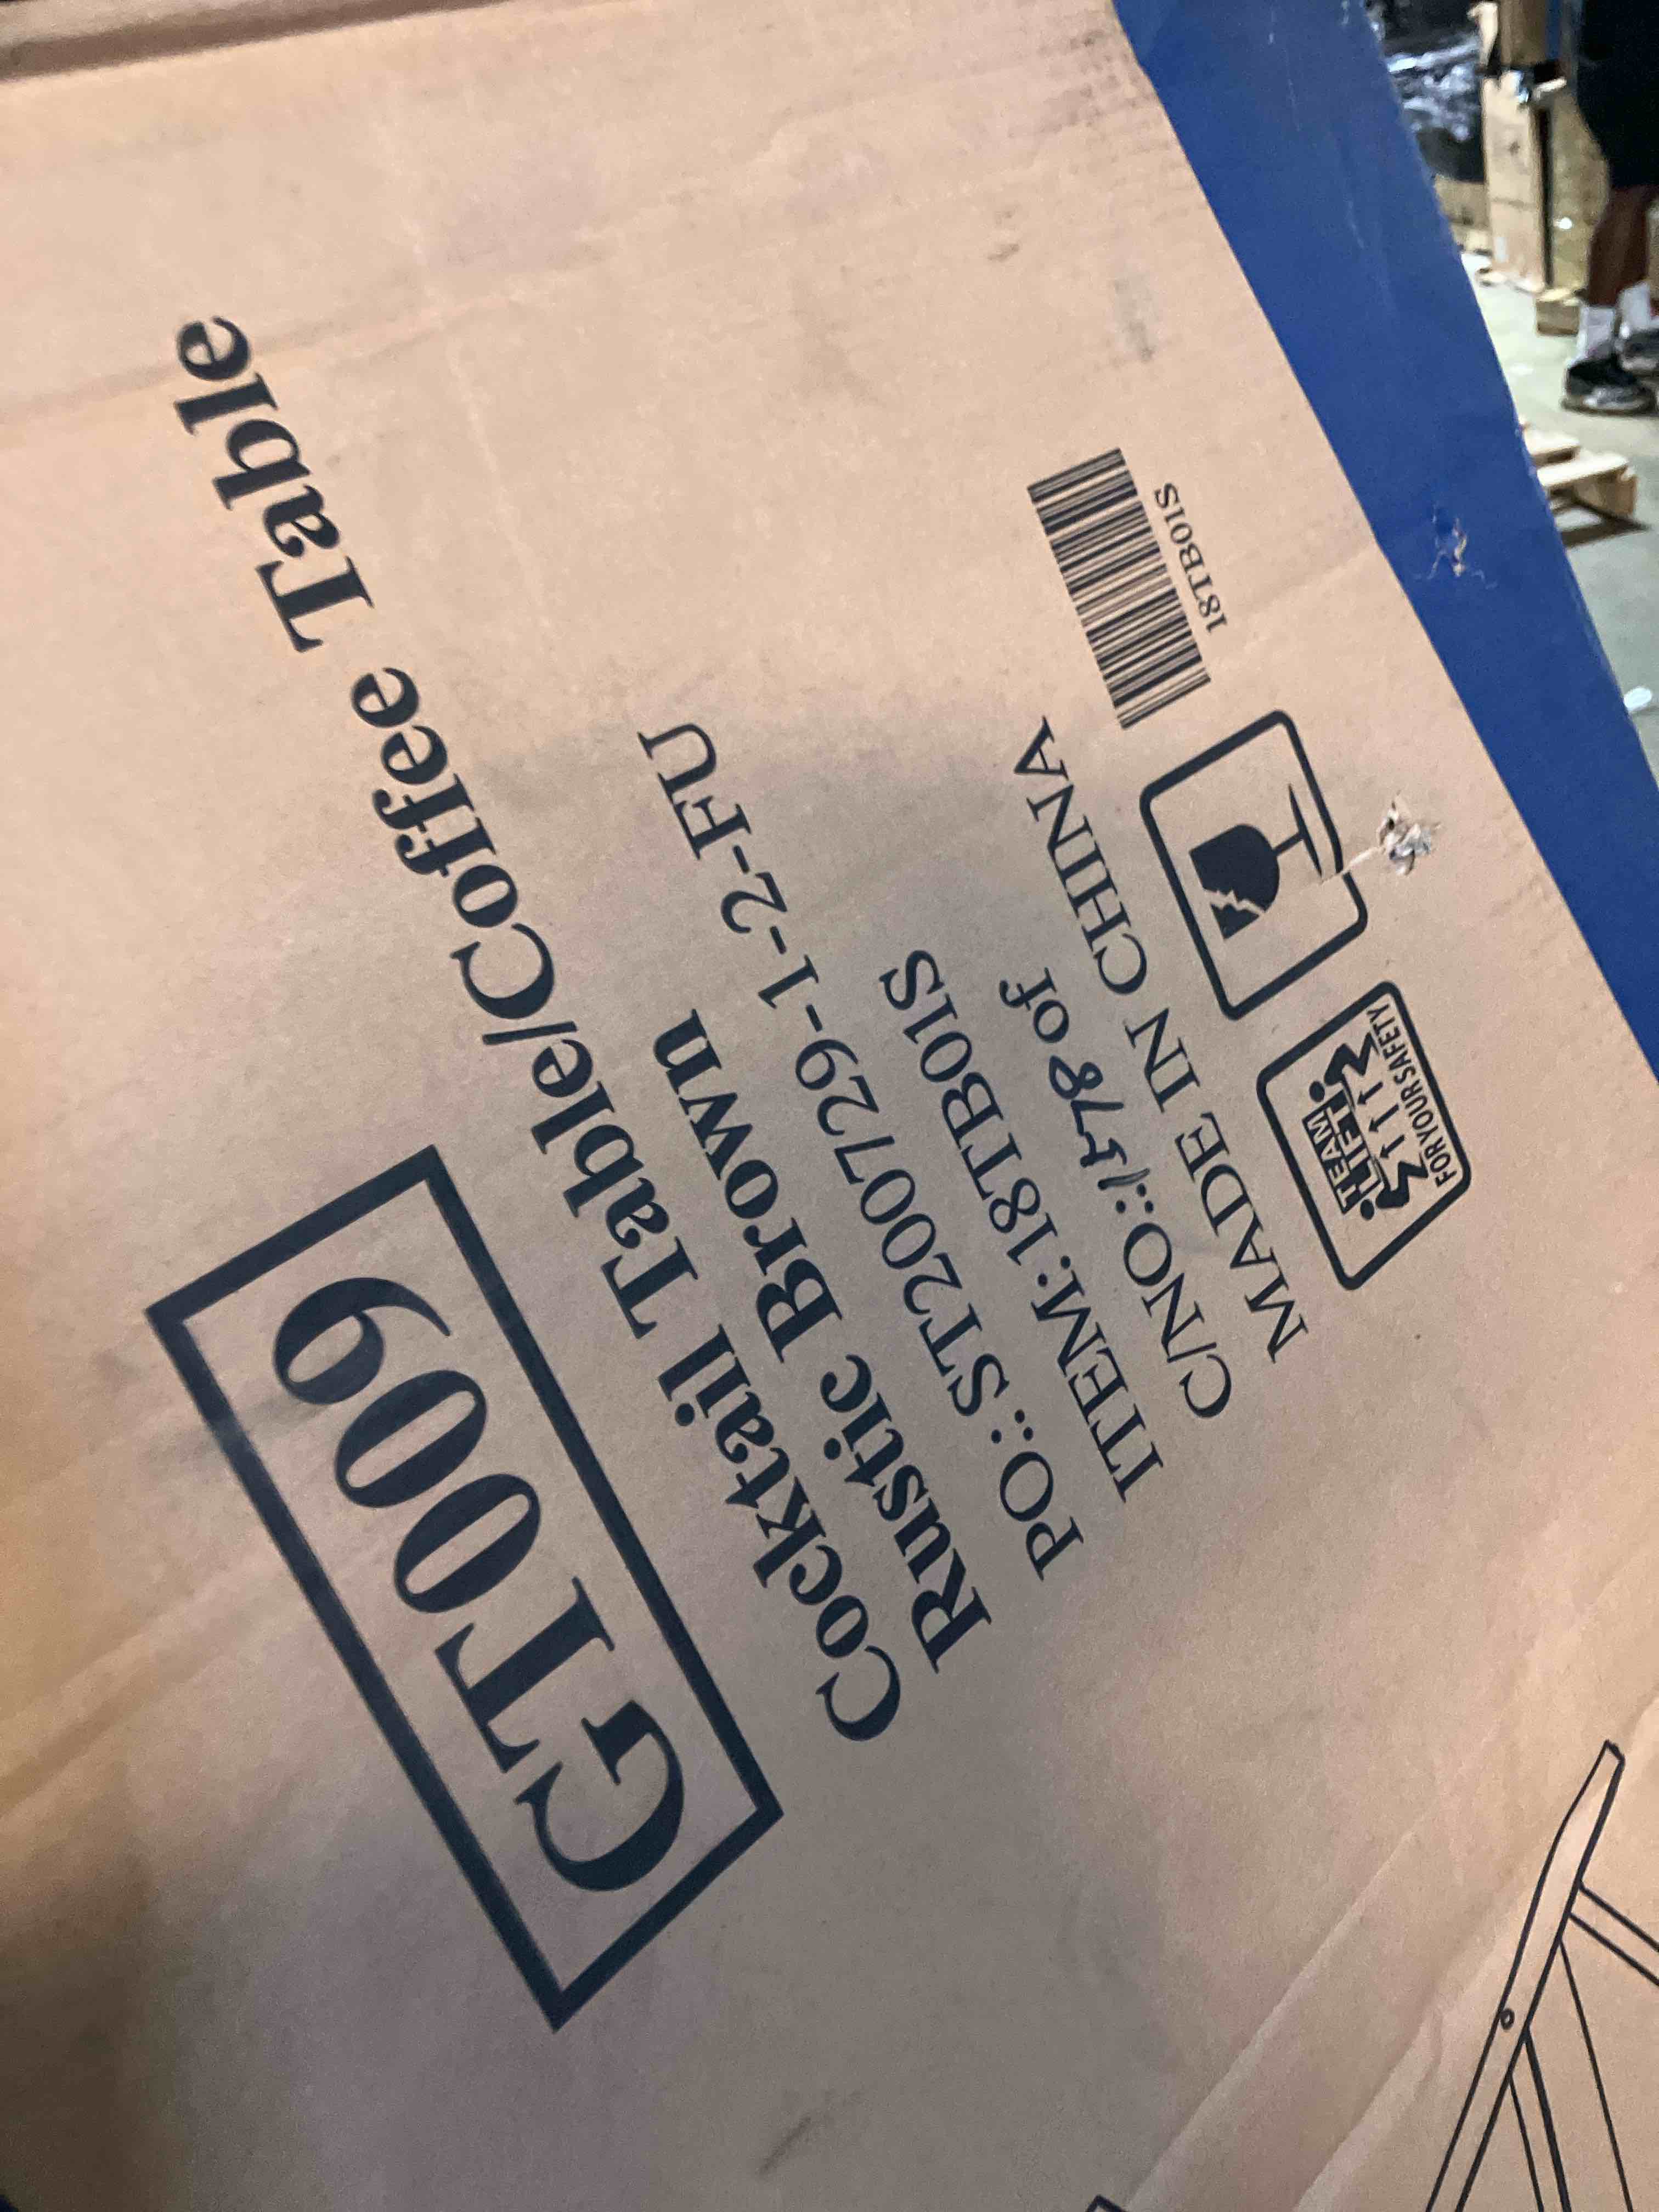 GT009
Cocktail Table/Coffee Table
Rustic Brown
PO.: ST200729-1-2-FU
ITEM:18TB01S
C/NO.:1578 of
MADE IN CHINA
18TB01S
TEAM
LIFT
FOR YOUR SAFETY